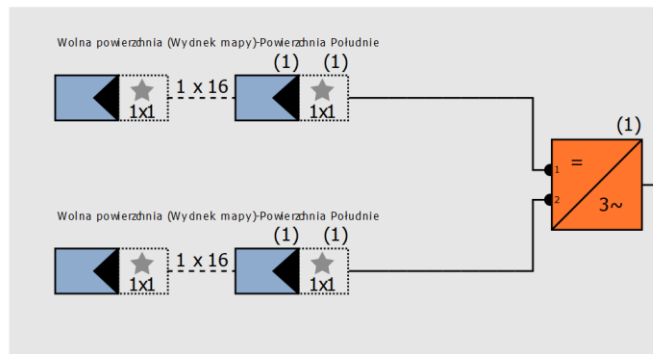 Wolna powierzchnia (Wydnek mapy)-Powierzchnia Południe
(1) (1)
1 x 16
1x1 1x1
(1)
1 =
2 3~
Wolna powierzchnia (Wydnek mapy)-Powierzchnia Południe
(1) (1)
1 x 16
1x1 1x1